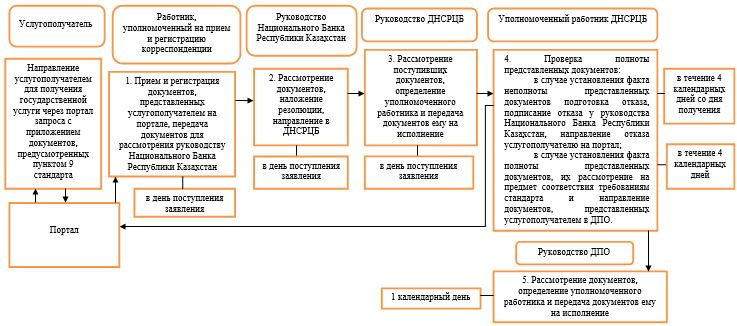 Услугополучатель
Работник,
уполномоченный на прием
и регистрацию
корреспонденции
Руководство
Национального Банка
Республики Казахстан
Руководство ДНСРЦБ
Уполномоченный работник ДНСРЦБ
Направление
услугополучателем
для получения
государственной
услуги через портал
запроса с
приложением
документов,
предусмотренных
пунктом 9
стандарта
1. Прием и регистрация
документов,
представленных
услугополучателем на
портале, передача
документов для
рассмотрения руководству
Национального Банка
Республики Казахстан
2. Рассмотрение
документов,
наложение
резолюции,
направление в
ДНСРЦБ
3. Рассмотрение
поступивших
документов,
определение
уполномоченного
работника и передача
документов ему на
исполнение
4. Проверка полноты
представленных документов:
в случае установления факта
неполноты представленных
документов подготовка отказа,
подписание отказа у руководства
Национального Банка Республики
Казахстан, направление отказа
услугополучателю на портал;
в случае установления факта
полноты представленных
документов, их рассмотрение на
предмет соответствия требованиям
стандарта и направление
документов, представленных
услугополучателем в ДПО.
в течение 4
календарных
дней со дня
получения
в течение 4
календарных
дней
в день поступления
заявления
в день поступления
заявления
в день поступления
заявления
Портал
Руководство ДПО
1 календарный день
5. Рассмотрение документов,
определение уполномоченного
работника и передача документов ему
на исполнение